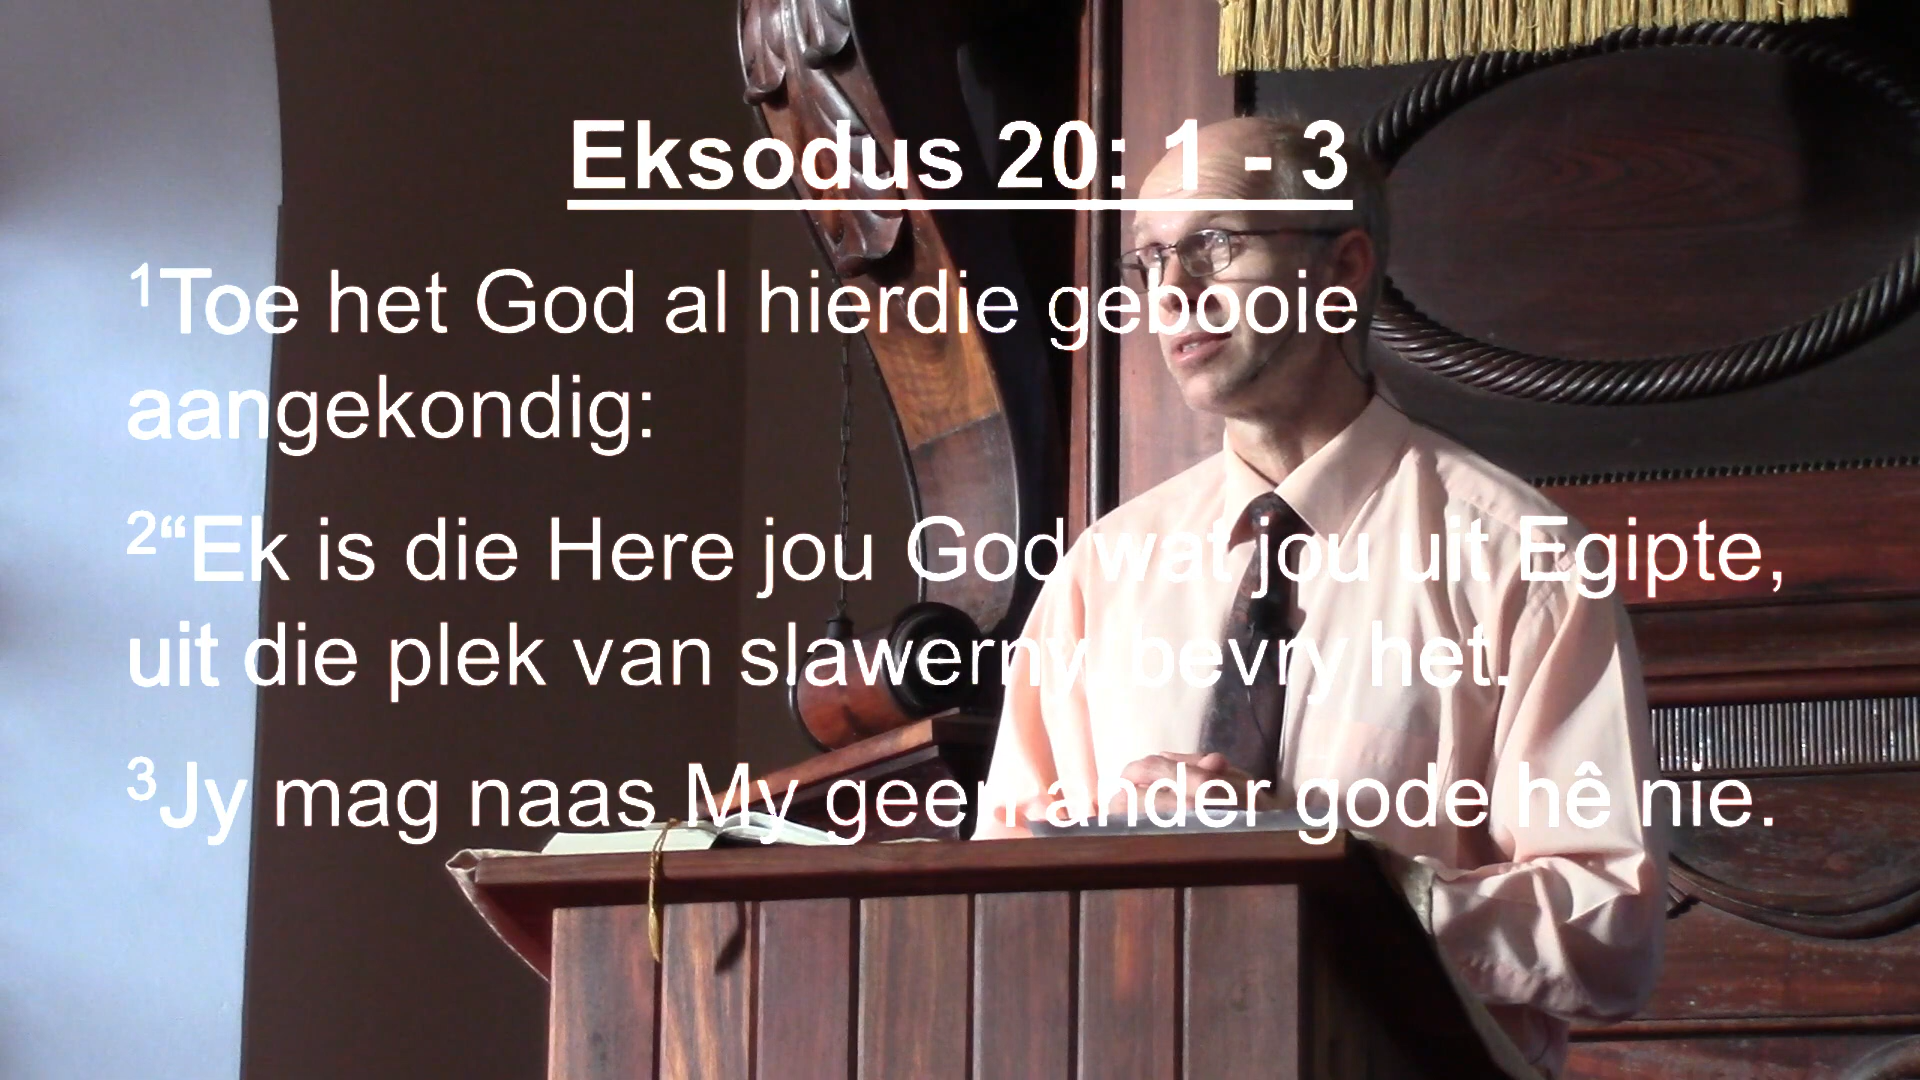 Eksodus 20: 1 - 3
1Toe het God al hierdie gebooie
aangekondig:
2“Ek is die Here jou God wat jou uit Egipte,
uit die plek van slawerny, bevry het.
3Jy mag naas My geen ander gode hê nie.